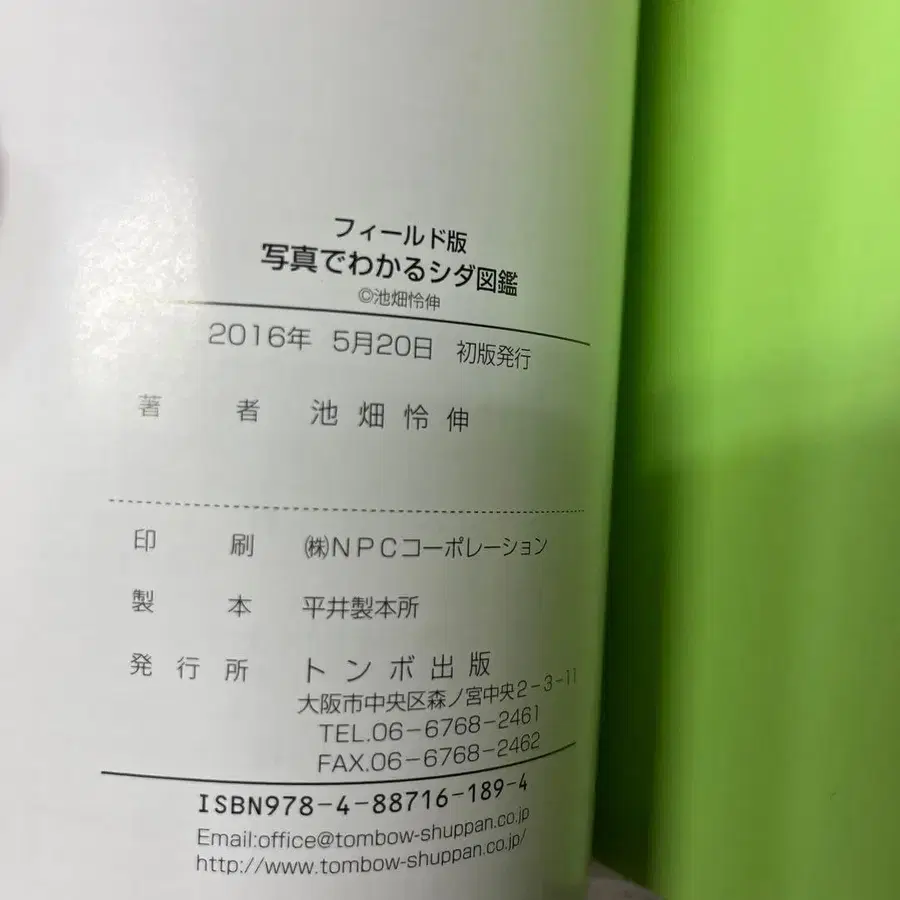 フィールド版
写真でわかるシダ図鑑
©池畑怜伸
2016年 5月20日 初版発行
著 者 池畑怜伸
印 刷 ㈱NPCコーポレーション
製 本 平井製本所
発行所 トンボ出版
大阪市中央区森ノ宮中央2-3-11
TEL.06-6768-2461
FAX.06-6768-2462
ISBN978-4-88716-189-4
Email:office@tombow-shuppan.co.jp
http://www.tombow-shuppan.co.jp/